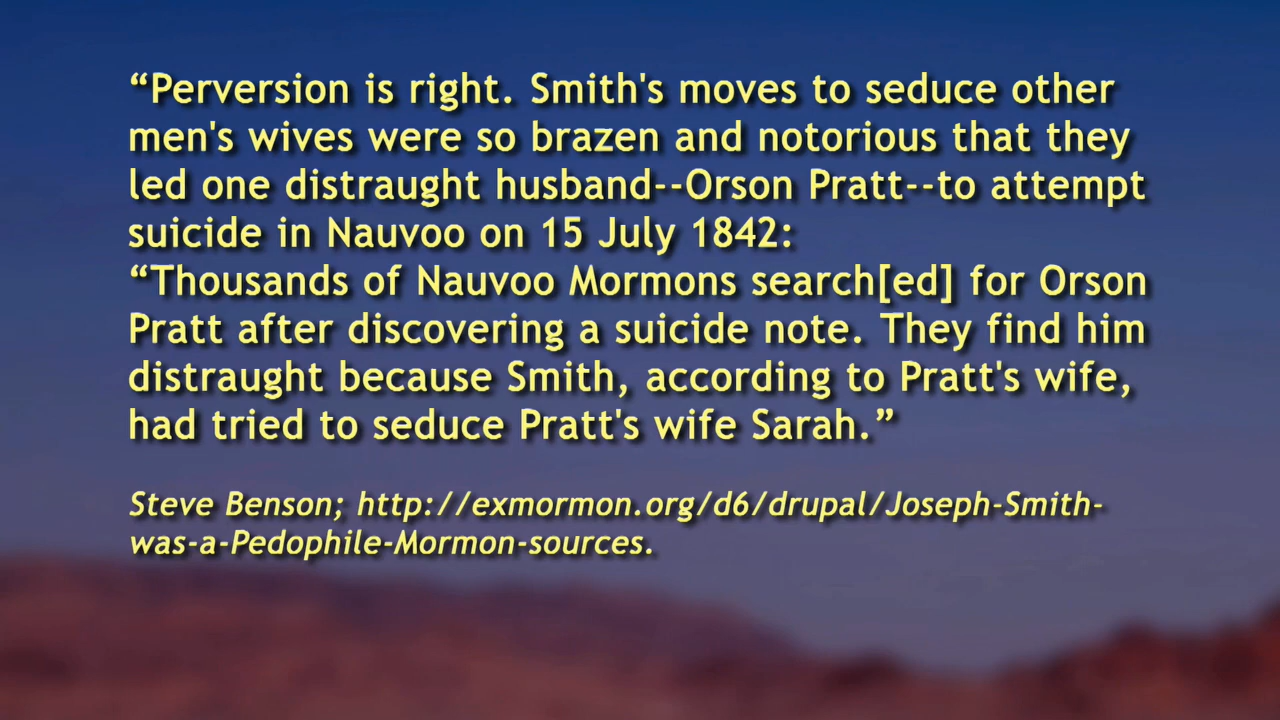 “Perversion is right. Smith's moves to seduce other
men's wives were so brazen and notorious that they
led one distraught husband--Orson Pratt--to attempt
suicide in Nauvoo on 15 July 1842:
“Thousands of Nauvoo Mormons search[ed] for Orson
Pratt after discovering a suicide note. They find him
distraught because Smith, according to Pratt's wife,
had tried to seduce Pratt's wife Sarah.”
Steve Benson; http://exmormon.org/d6/drupal/Joseph-Smith-
was-a-Pedophile-Mormon-sources.